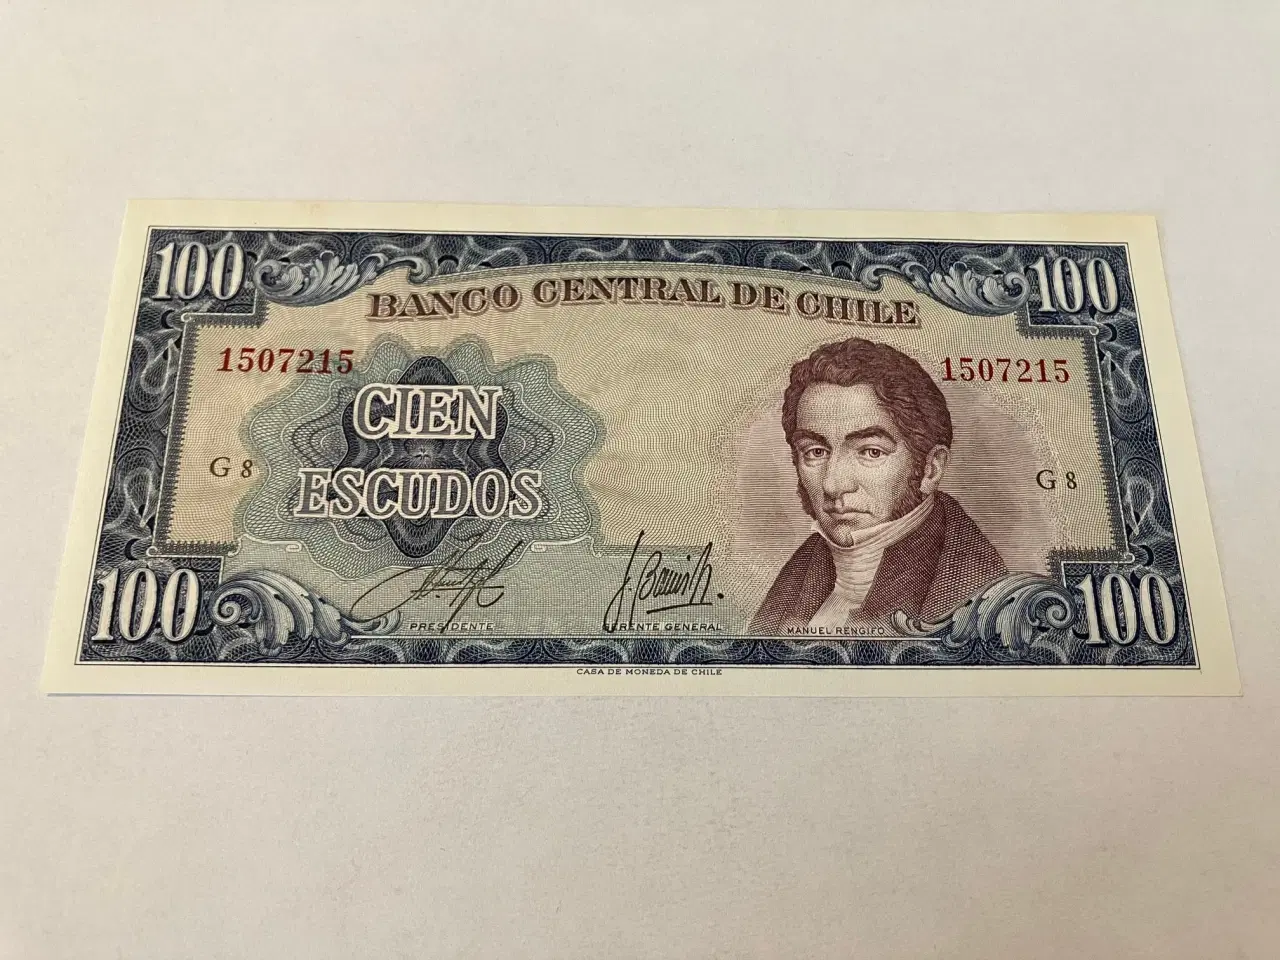 100 100
BANCO CENTRAL DE CHILE
1507215 1507215
CIEN
ESCUDOS
G 8 G 8
PRESIDENTE GERENTE GENERAL MANUEL RENGIFO
100 100
CASA DE MONEDA DE CHILE